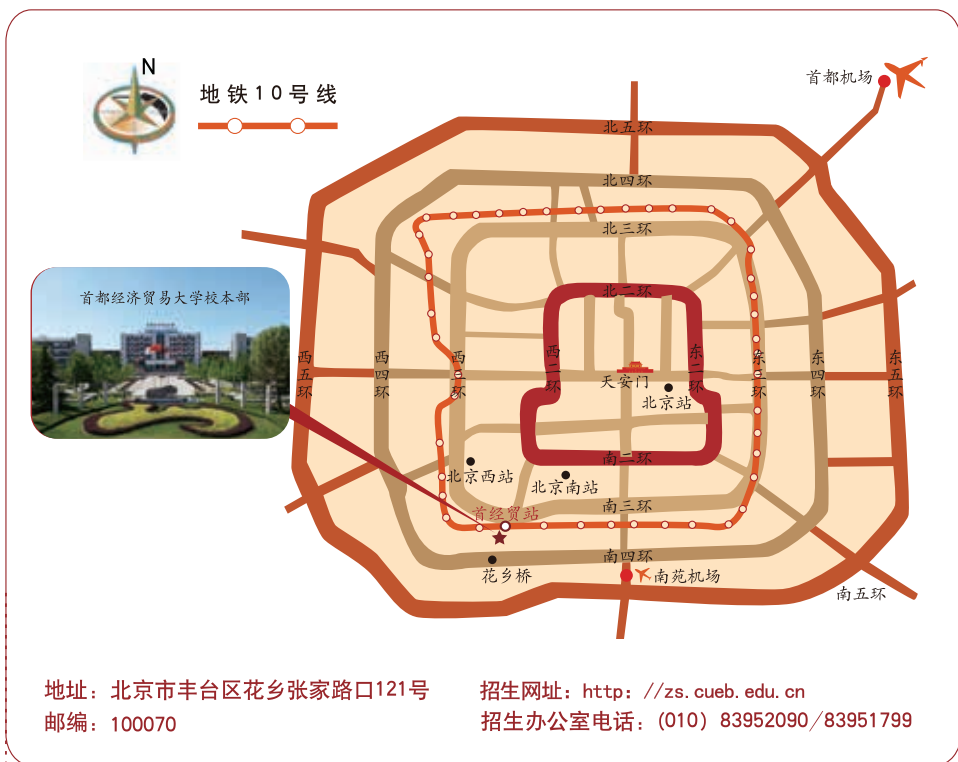 N
地铁10号线
首都机场
北五环
北四环
北三环
北二环
首都经济贸易大学校本部
西五环
西四环
西三环
西二环
东二环
东三环
东四环
东五环
天安门
北京站
南二环
北京西站
北京南站
南三环
首经贸站
南四环
花乡桥
南苑机场
南五环
地址：北京市丰台区花乡张家路口121号
邮编：100070
招生网址：http：//zs.cueb.edu.cn
招生办公室电话：(010) 83952090/83951799